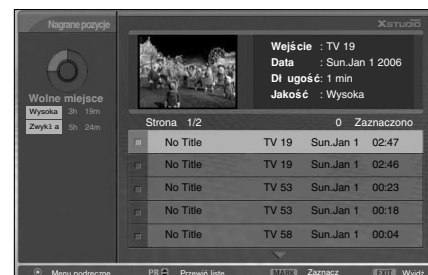 Nagrane pozycje
XSTUDIO
Wejście : TV 19
Data : Sun.Jan 1 2006
Dł ugość: 1 min
Jakość : Wysoka
Wolne miejsce
Wysoka 3h 19m
Zwykł a 5h 24m
Strona 1/2 0 Zaznaczono
No Title TV 19 Sun.Jan 1 02:47
No Title TV 19 Sun.Jan 1 02:46
No Title TV 53 Sun.Jan 1 00:23
No Title TV 53 Sun.Jan 1 00:18
No Title TV 58 Sun.Jan 1 00:04
Menu podręczne PR Przewiń listę MARK Zaznacz EXIT Wyjdź